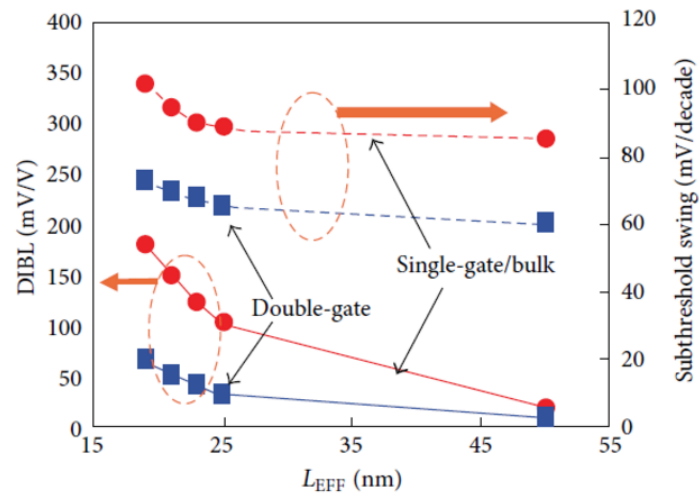 400
350
300
250
200
150
100
50
0
DIBL (mV/V)
120
100
80
60
40
20
0
Subthreshold swing (mV/decade)
Single-gate/bulk
Double-gate
15 25 35 45 55
L_EFF (nm)